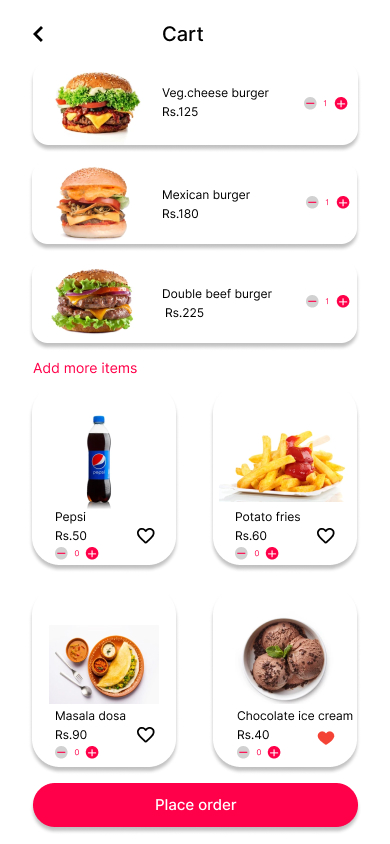 Cart
Veg.cheese burger
Rs.125
1
Mexican burger
Rs.180
1
Double beef burger
Rs.225
1
Add more items
pepsi
Pepsi
Rs.50
0
Potato fries
Rs.60
0
Masala dosa
Rs.90
0
Chocolate ice cream
Rs.40
0
Place order